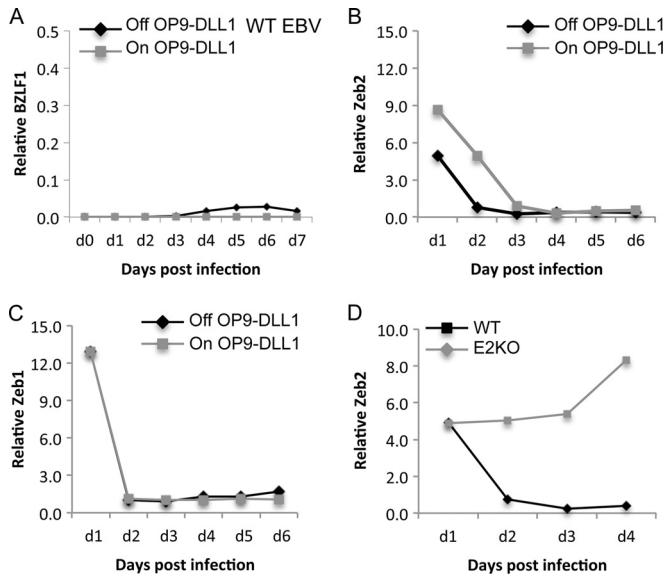 A
Off OP9-DLL1 WT EBV
On OP9-DLL1
Relative BZLF1
0.5
0.4
0.3
0.2
0.1
0.0
d0 d1 d2 d3 d4 d5 d6 d7
Days post infection
B
Off OP9-DLL1
On OP9-DLL1
Relative Zeb2
15.0
12.0
9.0
6.0
3.0
0.0
d1 d2 d3 d4 d5 d6
Day post infection
C
Off OP9-DLL1
On OP9-DLL1
Relative Zeb1
15.0
12.0
9.0
6.0
3.0
0.0
d1 d2 d3 d4 d5 d6
Days post infection
D
WT
E2KO
Relative Zeb2
10.0
8.0
6.0
4.0
2.0
0.0
d1 d2 d3 d4
Days post infection